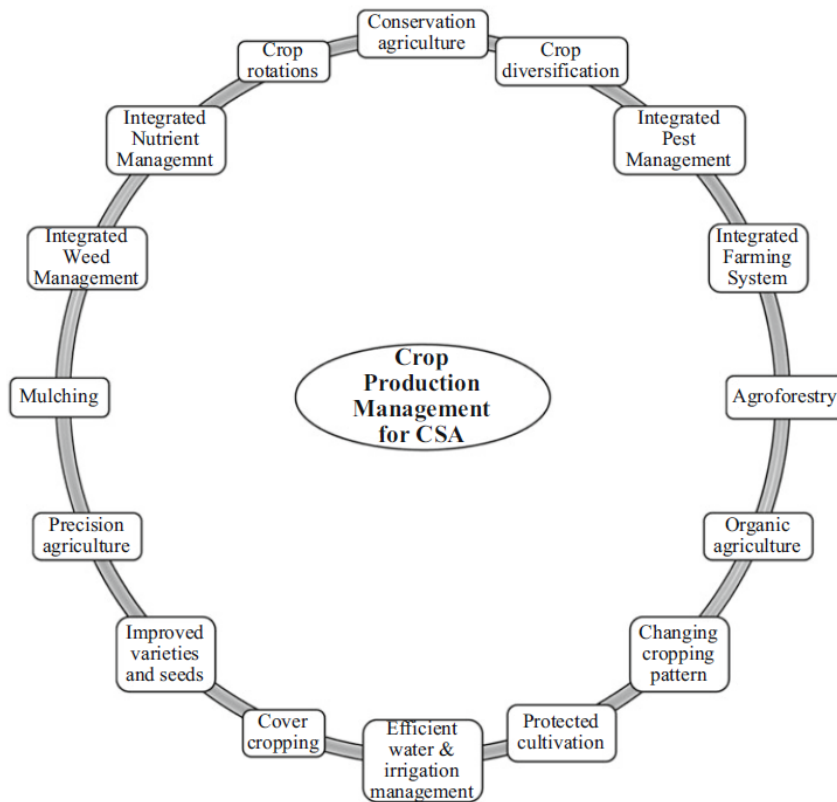 Conservation
agriculture
Crop
diversification
Integrated
Pest
Management
Integrated
Farming
System
Agroforestry
Organic
agriculture
Changing
cropping
pattern
Protected
cultivation
Efficient
water &
irrigation
management
Cover
cropping
Improved
varieties
and seeds
Precision
agriculture
Mulching
Integrated
Weed
Management
Integrated
Nutrient
Managemnt
Crop
rotations
Crop
Production
Management
for CSA